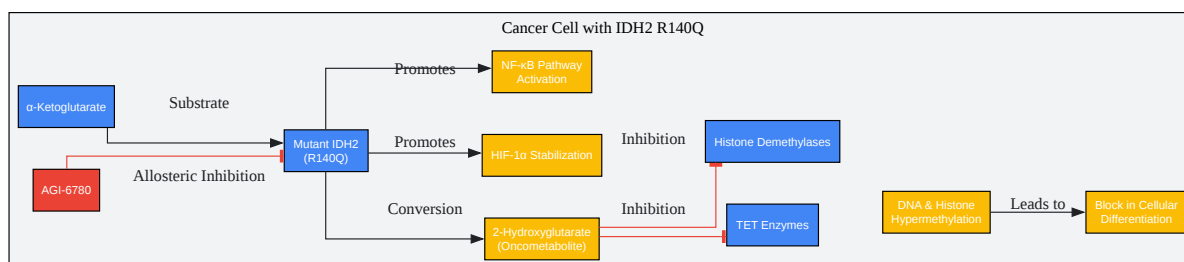 Cancer Cell with IDH2 R140Q
NF-κB Pathway
Activation
Promotes
α-Ketoglutarate
Substrate
Mutant IDH2
(R140Q)
Promotes
HIF-1α Stabilization
Inhibition
Histone Demethylases
Allosteric Inhibition
AGI-6780
Conversion
2-Hydroxyglutarate
(Oncometabolite)
Inhibition
TET Enzymes
DNA & Histone
Hypermethylation
Leads to
Block in Cellular
Differentiation